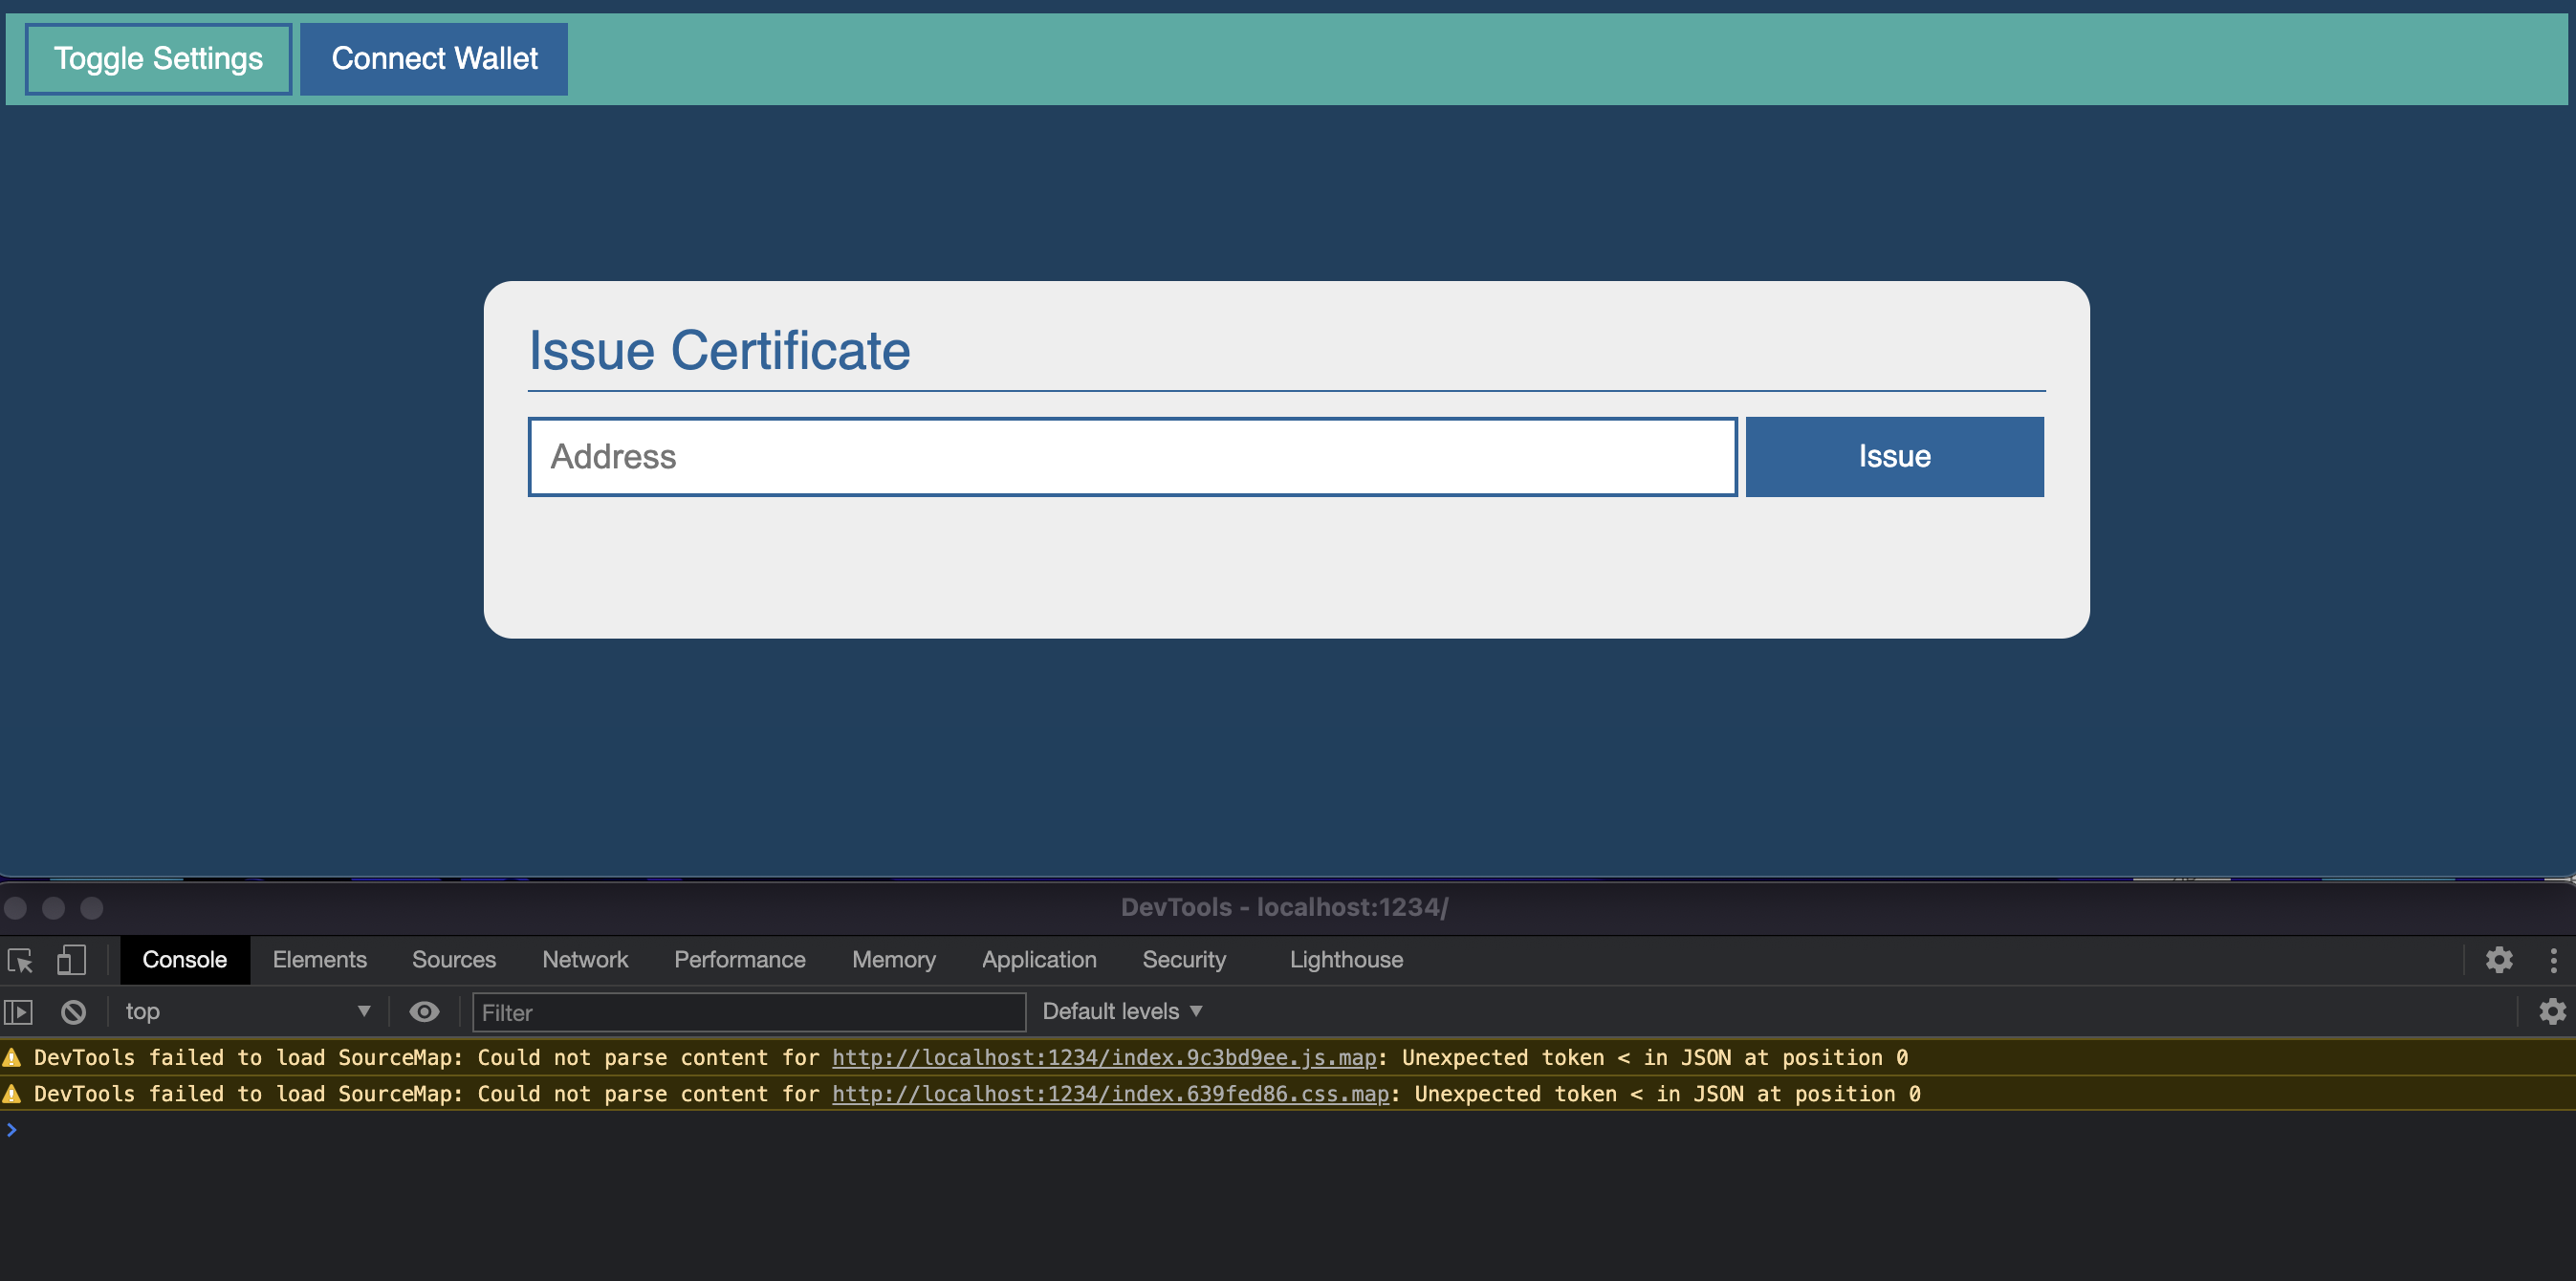 Toggle Settings Connect Wallet
Issue Certificate
Address Issue
DevTools - localhost:1234/
Console Elements Sources Network Performance Memory Application Security Lighthouse
top Filter Default levels
DevTools failed to load SourceMap: Could not parse content for http://localhost:1234/index.9c3bd9ee.js.map: Unexpected token < in JSON at position 0
DevTools failed to load SourceMap: Could not parse content for http://localhost:1234/index.639fed86.css.map: Unexpected token < in JSON at position 0